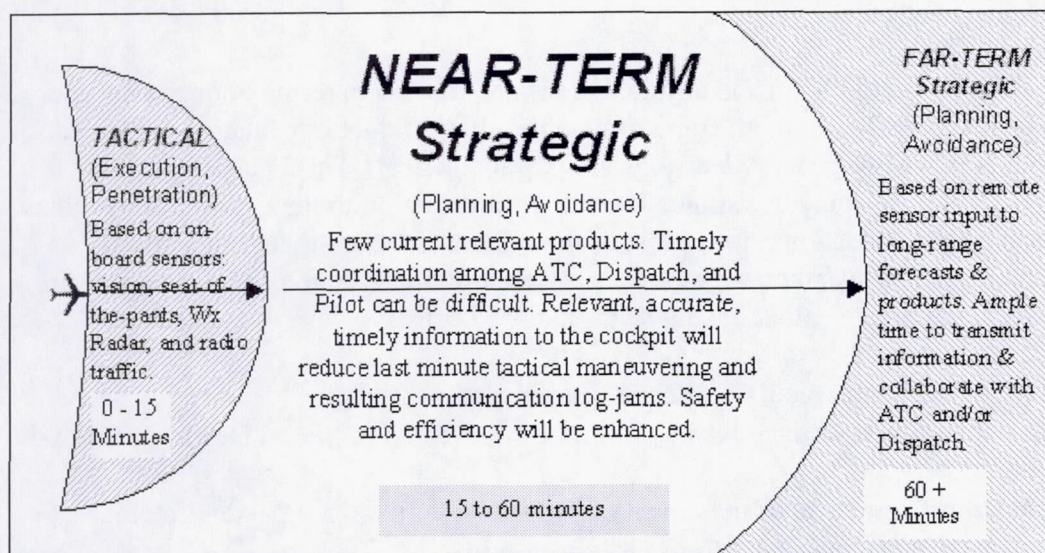 TACTICAL
(Execution,
Penetration)
Based on on-
board sensors:
vision, seat-of-
the-pants, Wx
Radar, and radio
traffic.
0 - 15
Minutes
NEAR-TERM
Strategic
(Planning, Avoidance)
Few current relevant products. Timely
coordination among ATC, Dispatch, and
Pilot can be difficult. Relevant, accurate,
timely information to the cockpit will
reduce last minute tactical maneuvering and
resulting communication log-jams. Safety
and efficiency will be enhanced.
15 to 60 minutes
FAR-TERM
Strategic
(Planning,
Avoidance)
Based on remote
sensor input to
long-range
forecasts &
products. Ample
time to transmit
information &
collaborate with
ATC and/or
Dispatch
60 +
Minutes